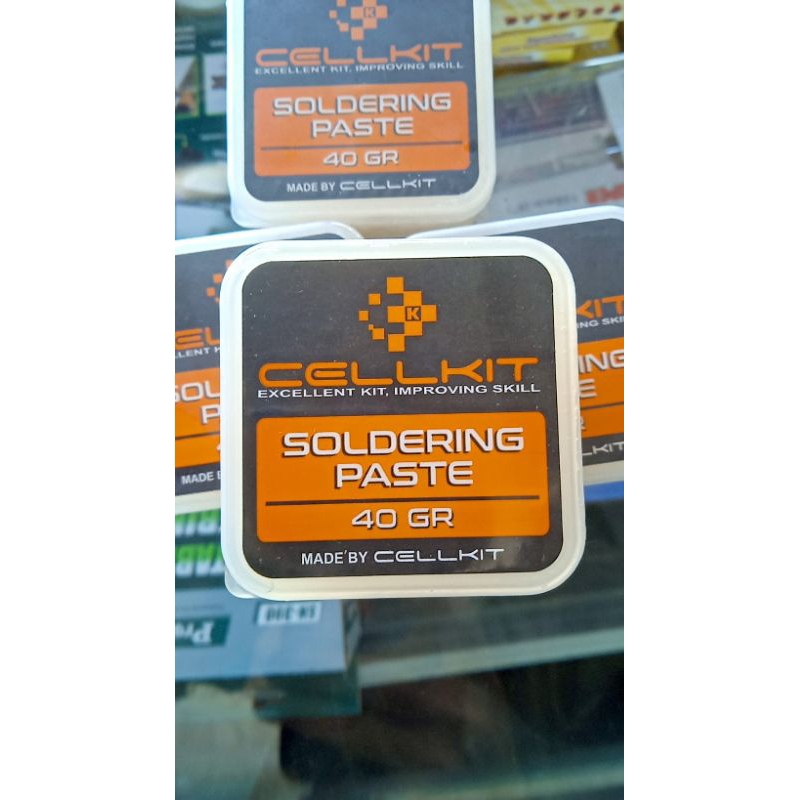 CELLKIT
EXCELLENT KIT, IMPROVING SKILL
SOLDERING
PASTE
40 GR
MADE BY CELLKIT
K
CELLKIT
EXCELLENT KIT, IMPROVING SKILL
SOLDERING
PASTE
40 GR
MADE BY CELLKIT